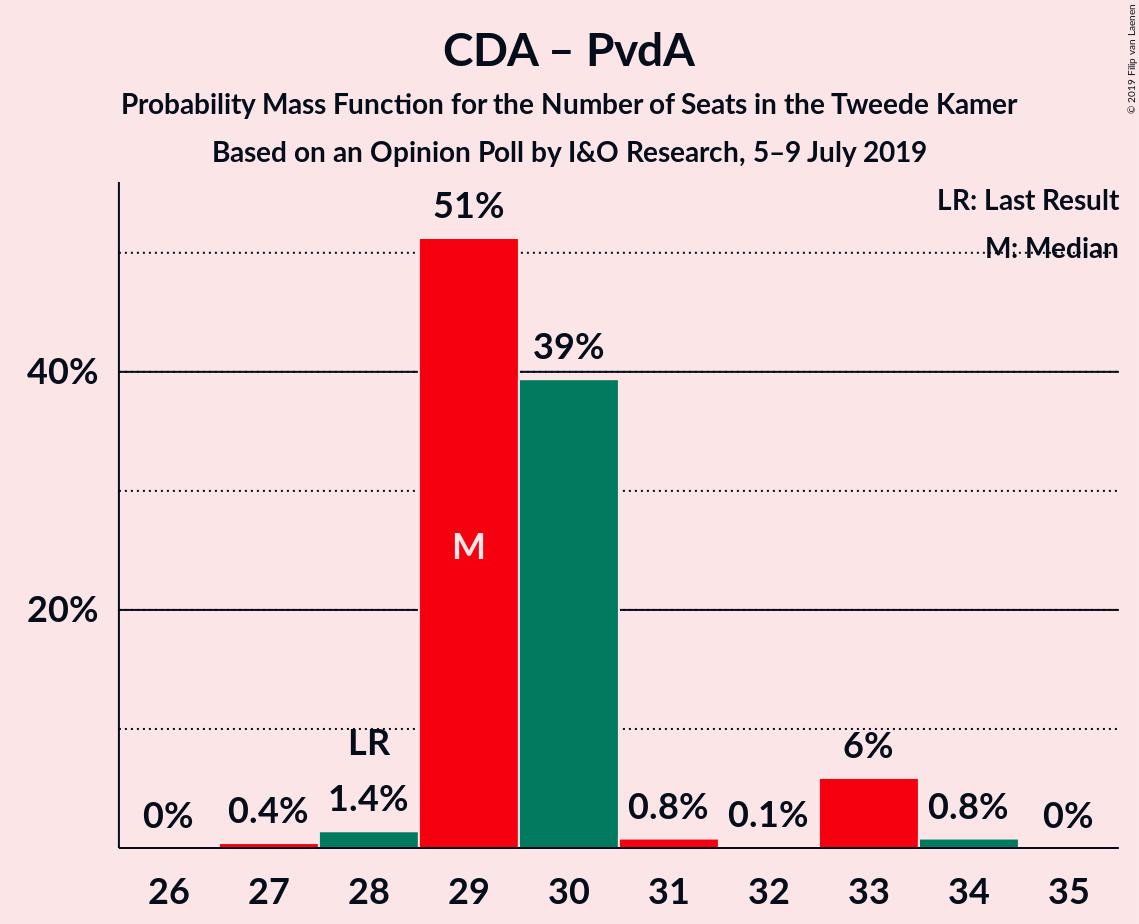 CDA – PvdA
Probability Mass Function for the Number of Seats in the Tweede Kamer
Based on an Opinion Poll by I&O Research, 5–9 July 2019
© 2019 Filip van Laenen
LR: Last Result
M: Median
51%
39%
40%
M
20%
LR
0%
0.4%
1.4%
0.8%
0.1%
6%
0.8%
0%
26 27 28 29 30 31 32 33 34 35